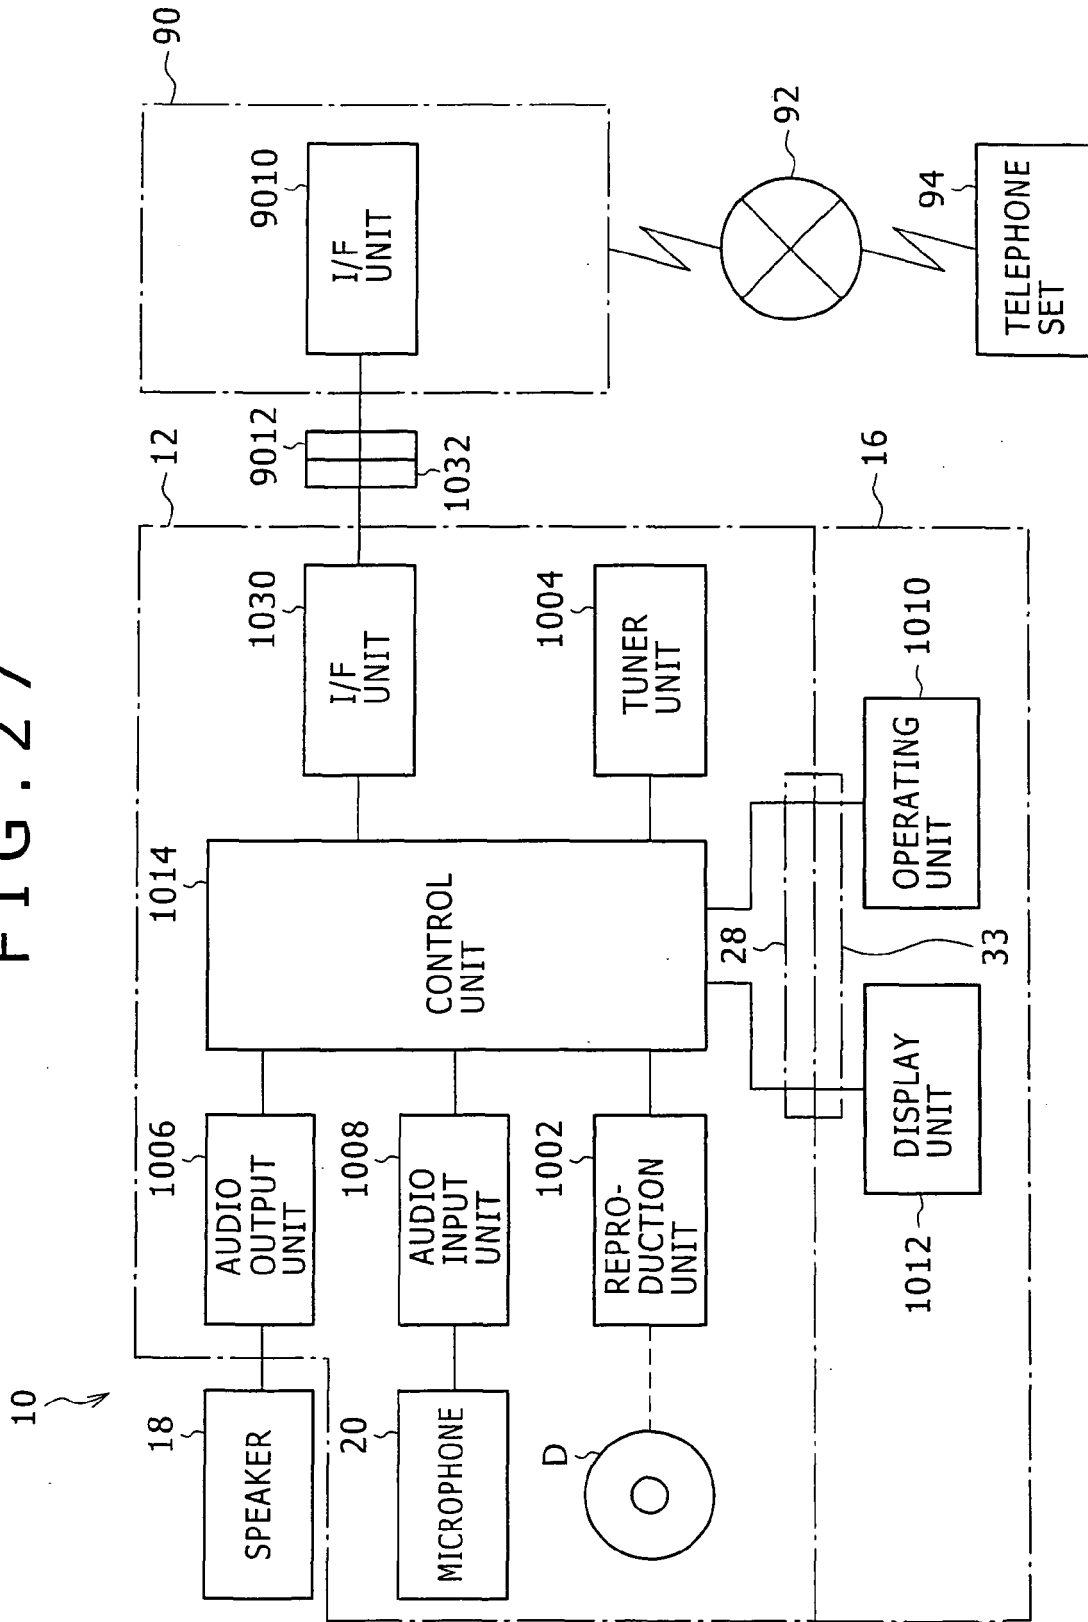 FIG.27
10
18
SPEAKER
20
MICROPHONE
D
1006
AUDIO
OUTPUT
UNIT
1008
AUDIO
INPUT
UNIT
1002
REPRO-
DUCTION
UNIT
1014
CONTROL
UNIT
12
1030
I/F
UNIT
1004
TUNER
UNIT
9012
1032
90
9010
I/F
UNIT
92
94
TELEPHONE
SET
16
28
33
1012
DISPLAY
UNIT
1010
OPERATING
UNIT